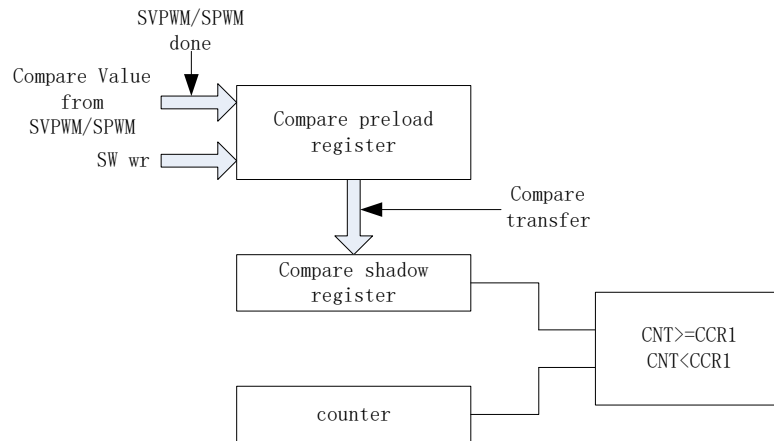 SVPWM/SPWM
done
Compare Value
from
SVPWM/SPWM
SW wr
Compare preload
register
Compare
transfer
Compare shadow
register
CNT>=CCR1
CNT<CCR1
counter